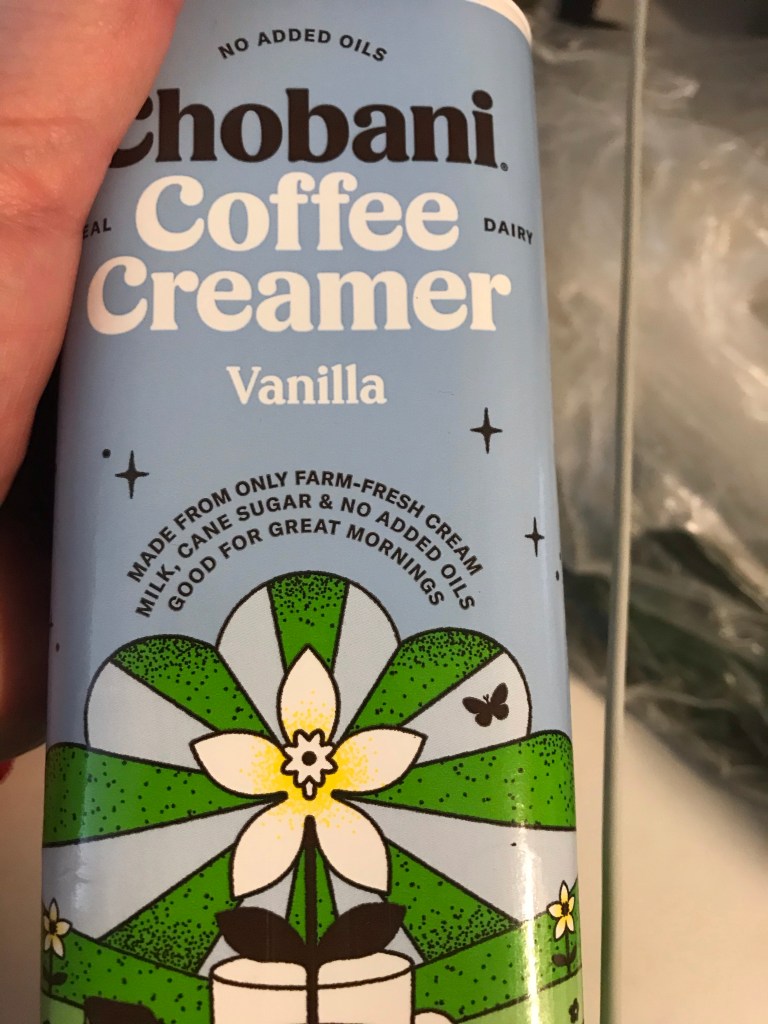 NO ADDED OILS
Chobani.
Coffee
EAL DAIRY
Creamer
Vanilla
MADE FROM ONLY FARM-FRESH CREAM
MILK, CANE SUGAR & NO ADDED OILS
GOOD FOR GREAT MORNINGS